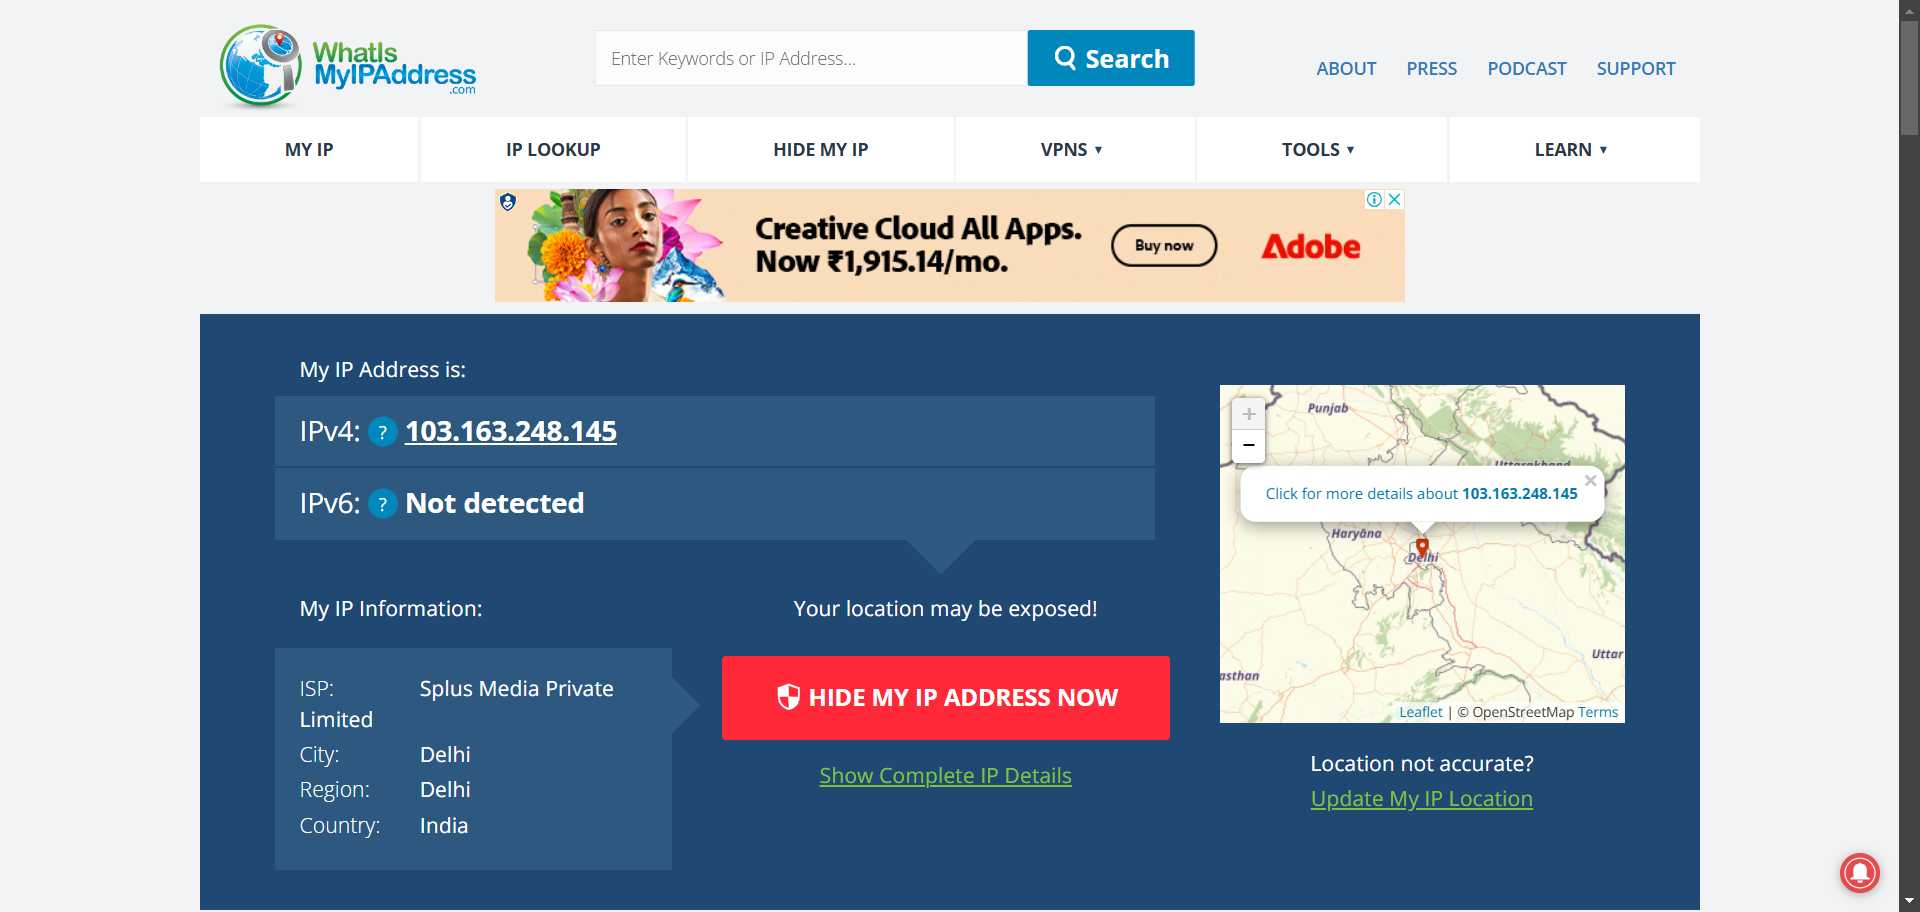 WhatIs
MyIPAddress
.com
Enter Keywords or IP Address...
Search
ABOUT
PRESS
PODCAST
SUPPORT
MY IP
IP LOOKUP
HIDE MY IP
VPNS ▼
TOOLS ▼
LEARN ▼
Creative Cloud All Apps.
Now ₹1,915.14/mo.
Buy now
Adobe
My IP Address is:
IPv4: ? 103.163.248.145
IPv6: ? Not detected
My IP Information:
ISP: Splus Media Private
Limited
City: Delhi
Region: Delhi
Country: India
Your location may be exposed!
HIDE MY IP ADDRESS NOW
Show Complete IP Details
+
−
Punjab
Uttarakhand
Click for more details about 103.163.248.145
×
Haryāna
Delhi
Uttar
asthan
Leaflet | © OpenStreetMap Terms
Location not accurate?
Update My IP Location